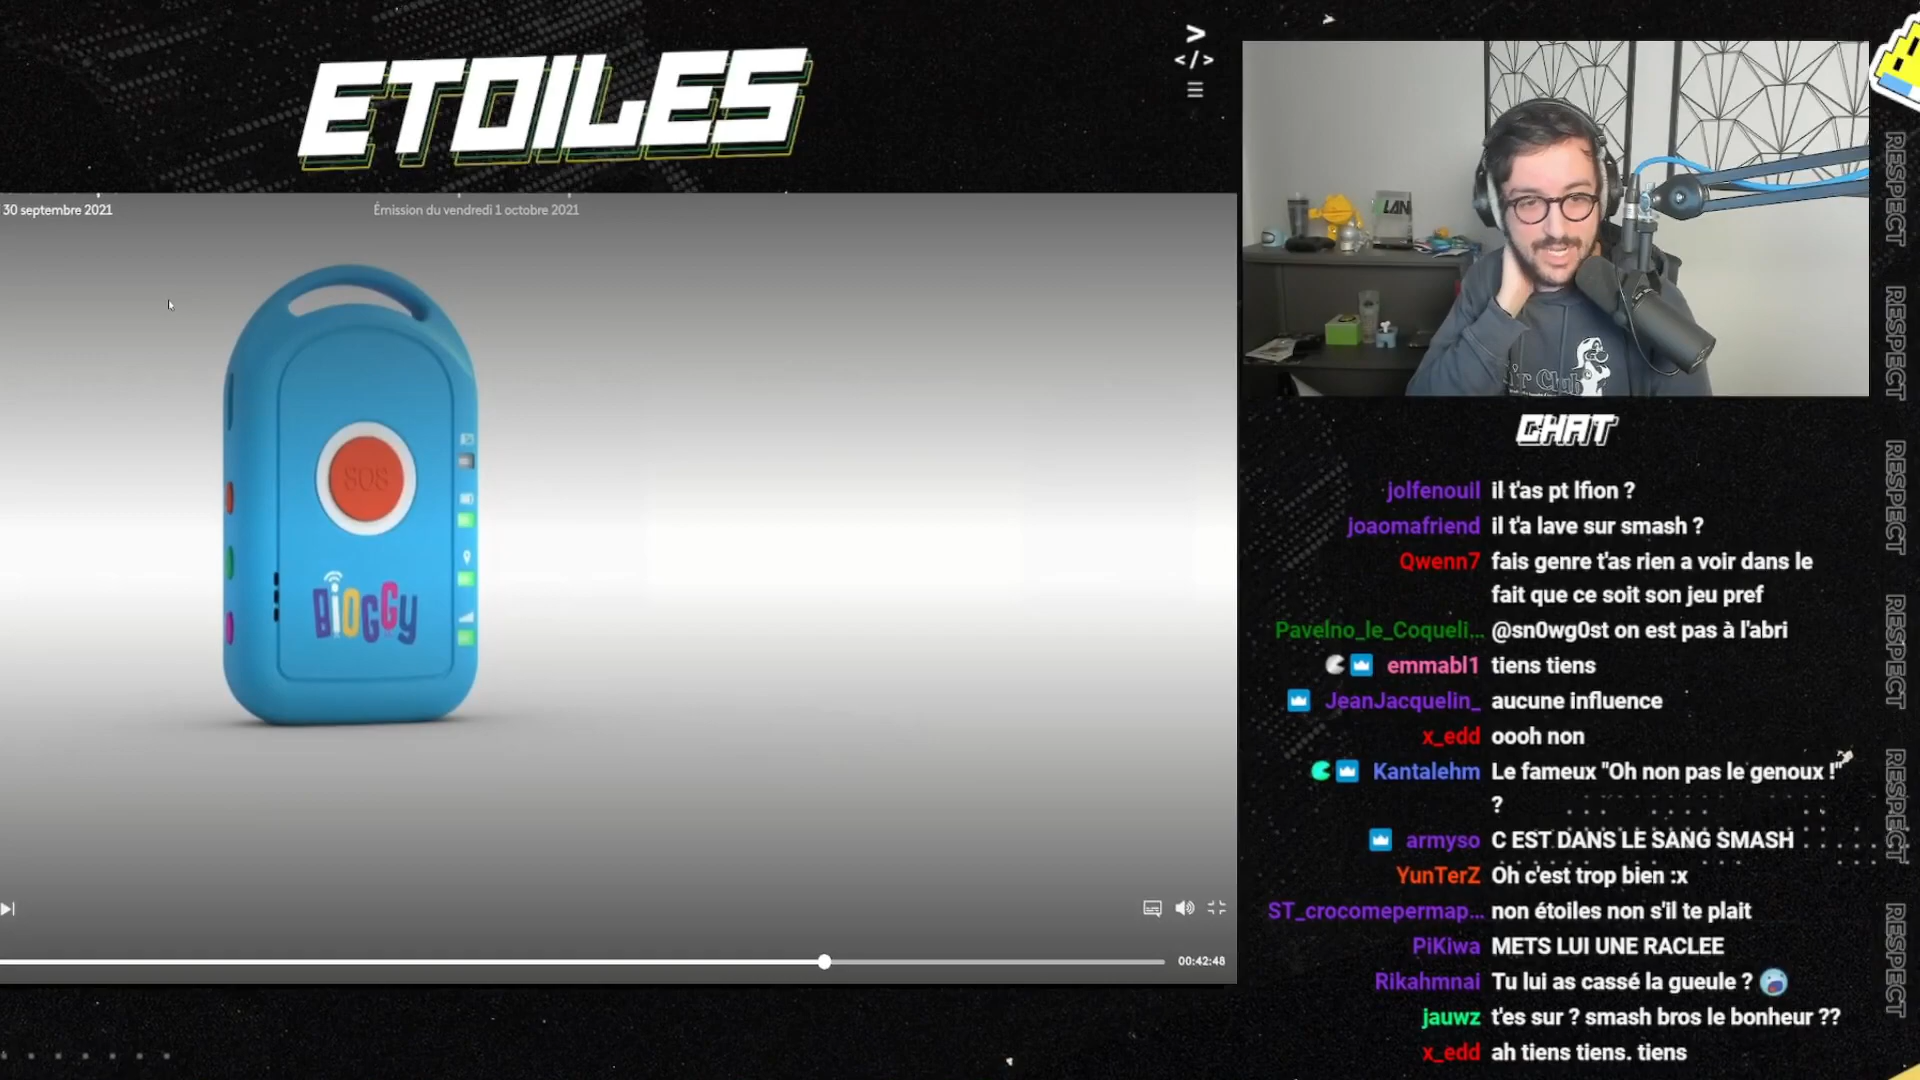 ETOILES
>
</>
30 septembre 2021
Émission du vendredi 1 octobre 2021
SOS
BiOGGy
00:42:48
LAN
ir Club
CHAT
jolfenouil il t'as pt lfion ?
joaomafriend il t'a lave sur smash ?
Qwenn7 fais genre t'as rien a voir dans le
fait que ce soit son jeu pref
Pavelno_le_Coqueli... @sn0wg0st on est pas à l'abri
emmabl1 tiens tiens
JeanJacquelin_ aucune influence
x_edd oooh non
Kantalehm Le fameux "Oh non pas le genoux !"
?
armyso C EST DANS LE SANG SMASH
YunTerZ Oh c'est trop bien :x
ST_crocomepermap... non étoiles non s'il te plait
PiKiwa METS LUI UNE RACLEE
Rikahmnai Tu lui as cassé la gueule ?
jauwz t'es sur ? smash bros le bonheur ??
x_edd ah tiens tiens. tiens
RESPECT
RESPECT
RESPECT
RESPECT
RESPECT
RESPECT